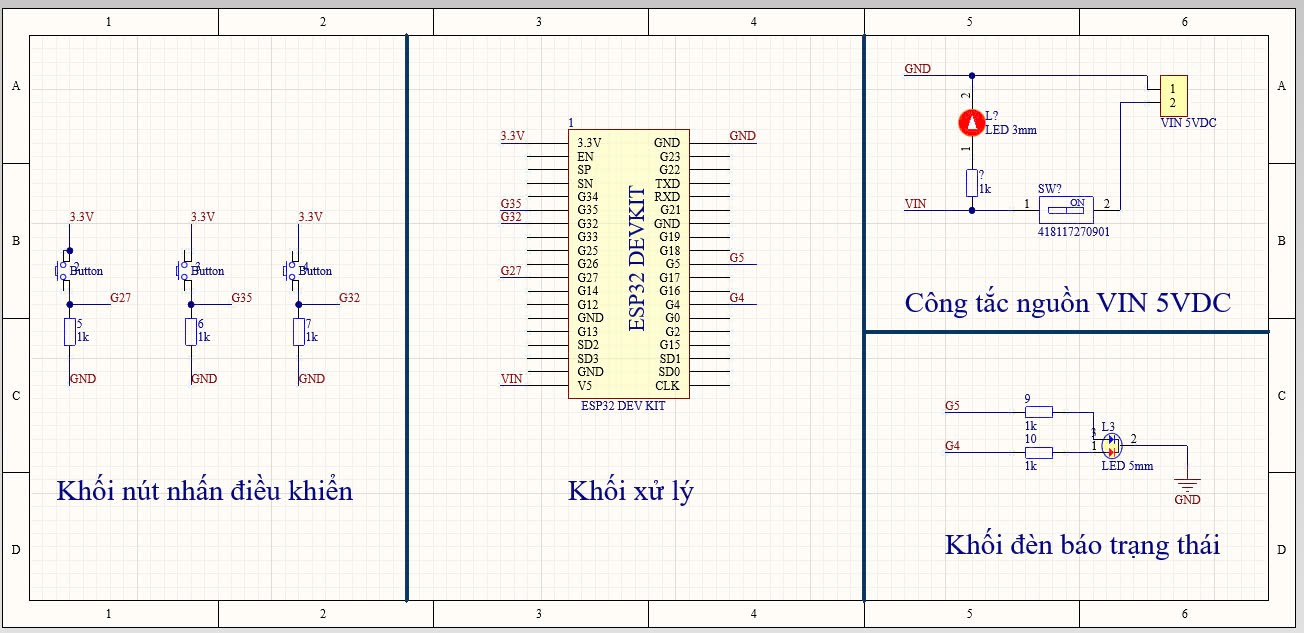 1 2 3 4 5 6
A
B
C
D
3.3V
Button
G27
5
1k
GND
3.3V
3
Button
G35
6
1k
GND
3.3V
4
Button
G32
7
1k
GND
Khối nút nhấn điều khiển
1
3.3V
G35
G32
G27
VIN
3.3V
EN
SP
SN
G34
G35
G32
G33
G25
G26
G27
G14
G12
GND
G13
SD2
SD3
GND
V5
ESP32 DEVKIT
GND
G23
G22
TXD
RXD
G21
GND
G19
G18
G5
G17
G16
G4
G0
G2
G15
SD1
SD0
CLK
GND
G5
G4
ESP32 DEV KIT
Khối xử lý
GND
2
L?
LED 3mm
1
?
1k
VIN
SW?
1
ON
2
418117270901
1
2
VIN 5VDC
Công tắc nguồn VIN 5VDC
G5
9
1k
G4
10
1k
3
1
L3
2
LED 5mm
GND
Khối đèn báo trạng thái
A
B
C
D
1 2 3 4 5 6